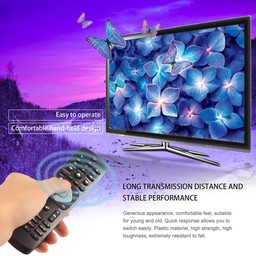 Easy to operate
Comfortable hand-held design
LONG TRANSMISSION DISTANCE AND
STABLE PERFORMANCE
Generous appearance, comfortable feel, suitable
for young and old. Quick response allows you to
switch easily. Plastic material, high strength, high
toughness, extremely resistant to fall.